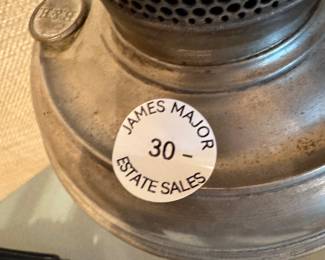 B&H
JAMES MAJOR
30 -
ESTATE SALES